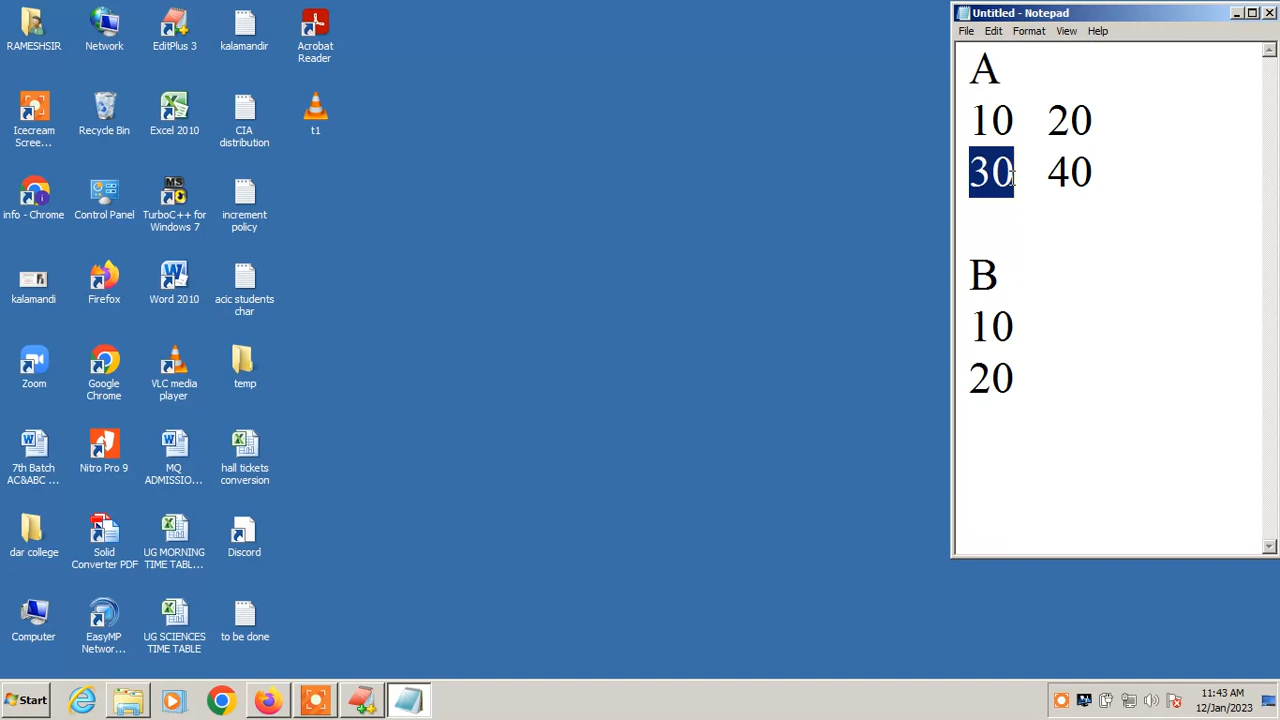 RAMESHSIR
Network
EditPlus 3
kalamandir
Acrobat
Reader
Icecream
Scree...
Recycle Bin
Excel 2010
CIA
distribution
t1
info - Chrome
Control Panel
TurboC++ for
Windows 7
increment
policy
kalamandi
Firefox
Word 2010
acic students
char
Zoom
Google
Chrome
VLC media
player
temp
7th Batch
AC&ABC ...
Nitro Pro 9
MQ
ADMISSIO...
hall tickets
conversion
dar college
Solid
Converter PDF
UG MORNING
TIME TABL...
Discord
Computer
EasyMP
Networ...
UG SCIENCES
TIME TABLE
to be done
Untitled - Notepad
File Edit Format View Help
A
10 20
30 40
B
10
20
Start
11:43 AM
12/Jan/2023